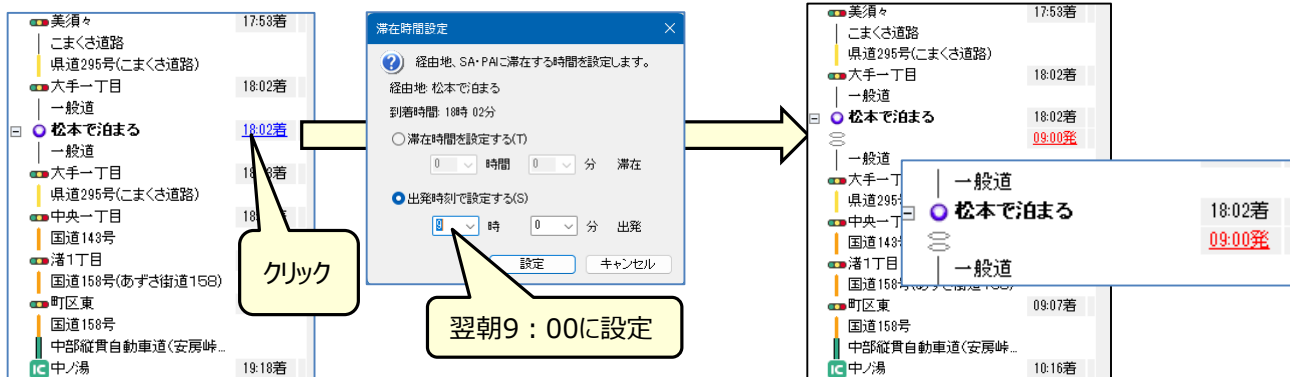 美須々 17:53着
こまくさ道路
県道295号(こまくさ道路)
大手一丁目 18:02着
一般道
松本で泊まる 18:02着
一般道
大手一丁目
県道295号(こまくさ道路)
中央一丁目
国道143号
渚1丁目
国道158号(あずさ街道158)
町区東
国道158号
中部縦貫自動車道(安房峠...
IC 中ノ湯 19:18着
クリック
滞在時間設定
経由地、SA・PAに滞在する時間を設定します。
経由地: 松本で泊まる
到着時間: 18時 02分
滞在時間を設定する(T)
0 時間 0 分 滞在
出発時刻で設定する(S)
9 時 0 分 出発
設定 キャンセル
翌朝9：00に設定
美須々 17:53着
こまくさ道路
県道295号(こまくさ道路)
大手一丁目 18:02着
一般道
松本で泊まる 18:02着
09:00発
一般道
大手一丁
県道295
中央一丁
国道143
渚1丁目
国道158
町区東 09:07着
国道158号
中部縦貫自動車道(安房峠...
IC 中ノ湯 10:16着
一般道
松本で泊まる 18:02着
09:00発
一般道